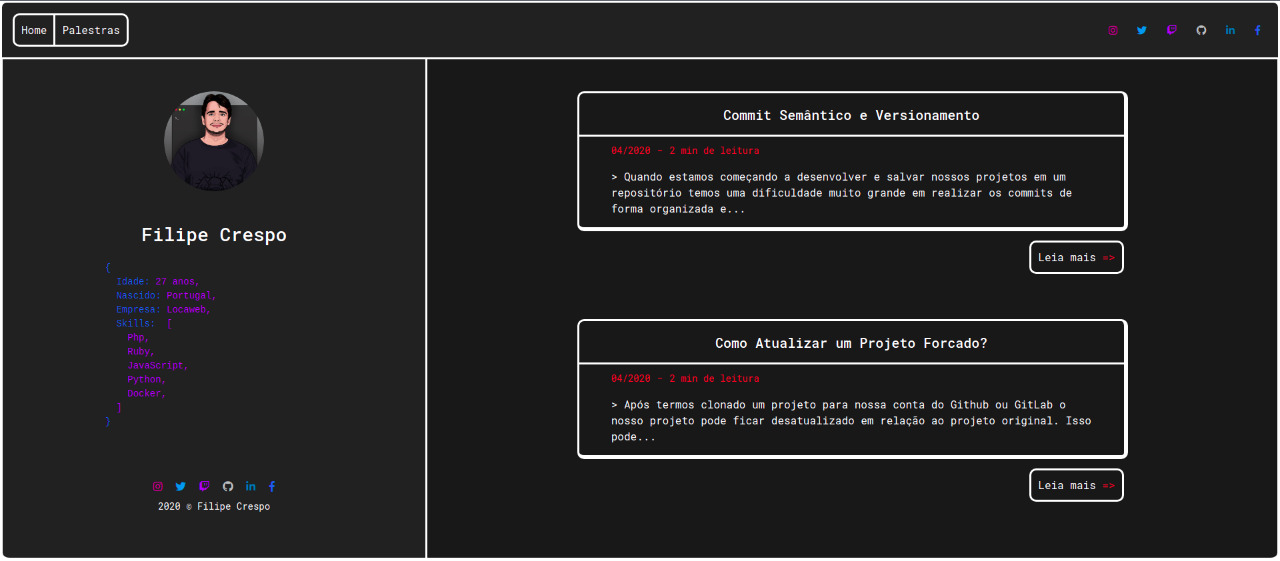 Home
Palestras
Filipe Crespo
{
Idade: 27 anos,
Nascido: Portugal,
Empresa: Locaweb,
Skills: [
Php,
Ruby,
JavaScript,
Python,
Docker,
]
}
2020 © Filipe Crespo
Commit Semântico e Versionamento
04/2020 - 2 min de leitura
> Quando estamos começando a desenvolver e salvar nossos projetos em um
repositório temos uma dificuldade muito grande em realizar os commits de
forma organizada e...
Leia mais =>
Como Atualizar um Projeto Forcado?
04/2020 - 2 min de leitura
> Após termos clonado um projeto para nossa conta do Github ou GitLab o
nosso projeto pode ficar desatualizado em relação ao projeto original. Isso
pode...
Leia mais =>